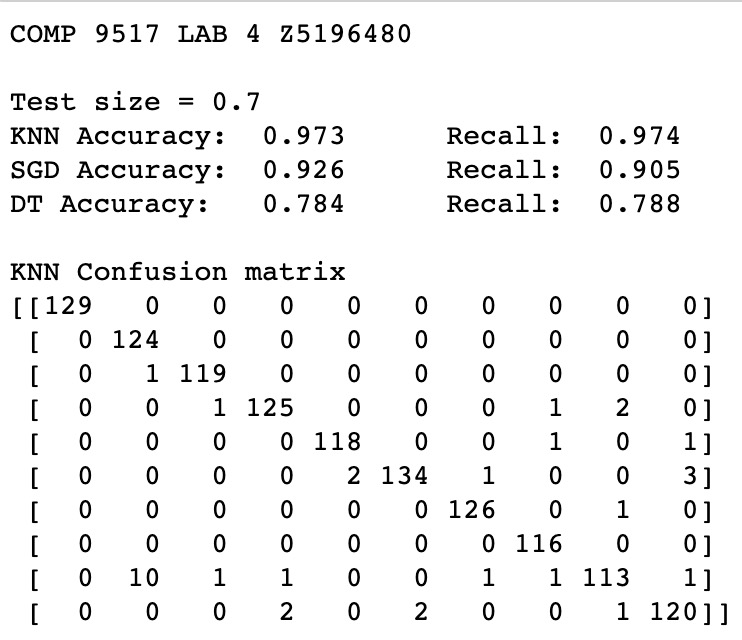 COMP 9517 LAB 4 Z5196480
Test size = 0.7
KNN Accuracy:  0.973      Recall:  0.974
SGD Accuracy:  0.926      Recall:  0.905
DT Accuracy:   0.784      Recall:  0.788
KNN Confusion matrix
[[129   0   0   0   0   0   0   0   0   0]
 [  0 124   0   0   0   0   0   0   0   0]
 [  0   1 119   0   0   0   0   0   0   0]
 [  0   0   1 125   0   0   0   1   2   0]
 [  0   0   0   0 118   0   0   1   0   1]
 [  0   0   0   0   2 134   1   0   0   3]
 [  0   0   0   0   0   0 126   0   1   0]
 [  0   0   0   0   0   0   0 116   0   0]
 [  0  10   1   1   0   0   1   1 113   1]
 [  0   0   0   2   0   2   0   0   1 120]]